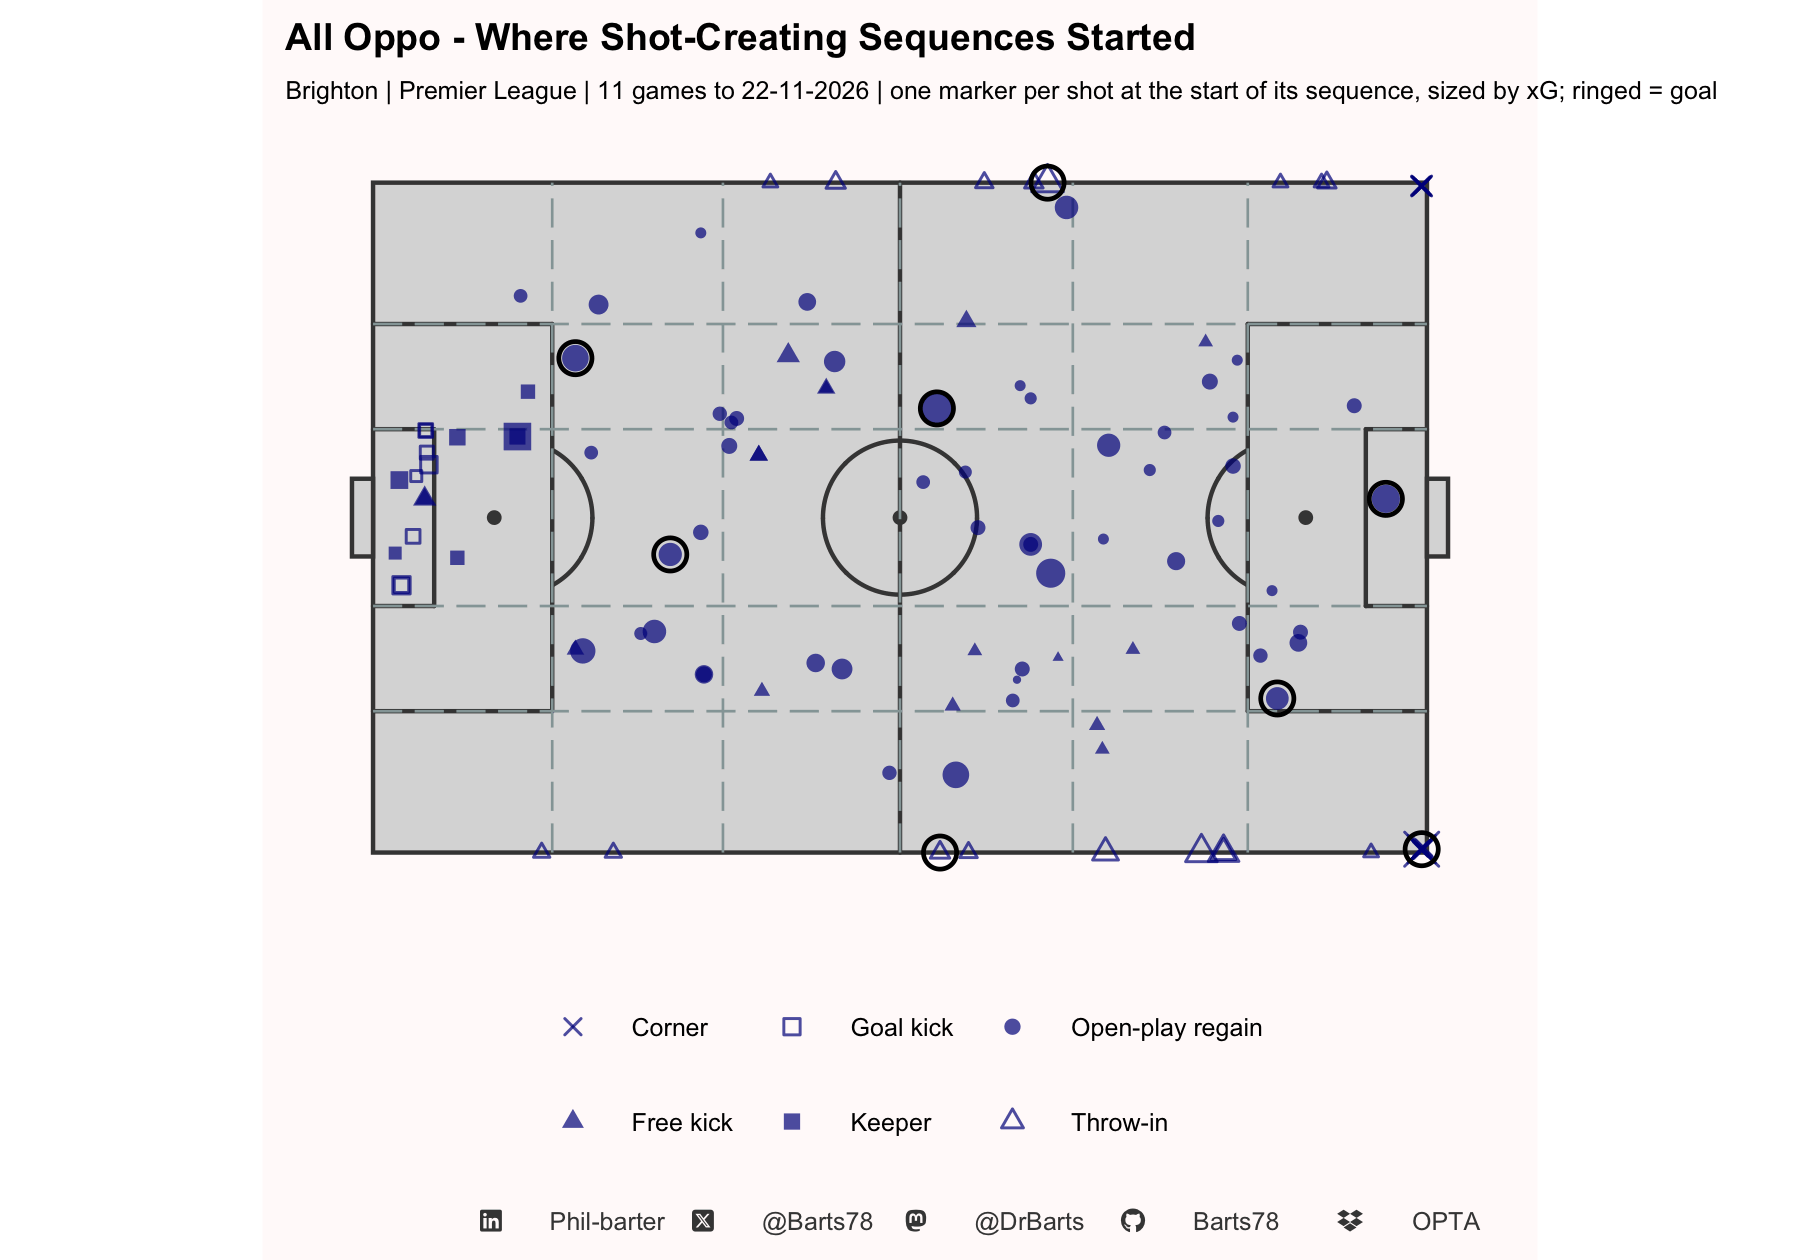 All Oppo - Where Shot-Creating Sequences Started
Brighton | Premier League | 11 games to 22-11-2026 | one marker per shot at the start of its sequence, sized by xG; ringed = goal
Corner Goal kick Open-play regain
Free kick Keeper Throw-in
Phil-barter @Barts78 @DrBarts Barts78 OPTA